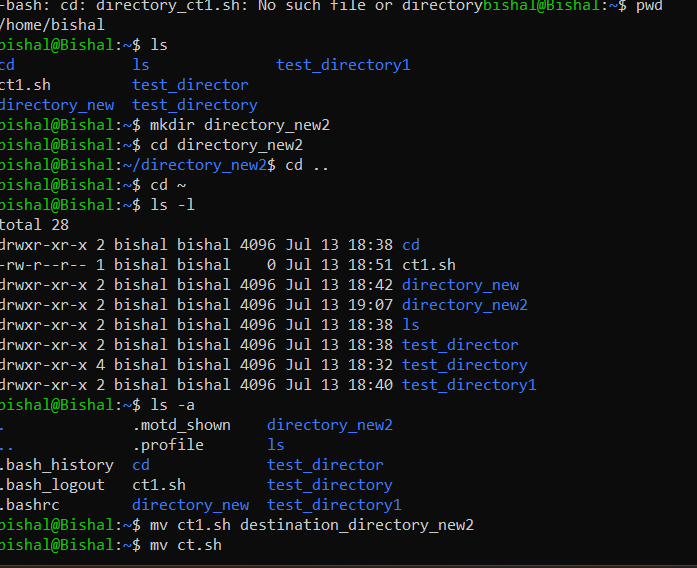 -bash: cd: directory_ct1.sh: No such file or directorybishal@Bishal:~$ pwd
/home/bishal
bishal@Bishal:~$ ls
cd ls test_directory1
ct1.sh test_director
directory_new test_directory
bishal@Bishal:~$ mkdir directory_new2
bishal@Bishal:~$ cd directory_new2
bishal@Bishal:~/directory_new2$ cd ..
bishal@Bishal:~$ cd ~
bishal@Bishal:~$ ls -l
total 28
drwxr-xr-x 2 bishal bishal 4096 Jul 13 18:38 cd
-rw-r--r-- 1 bishal bishal 0 Jul 13 18:51 ct1.sh
drwxr-xr-x 2 bishal bishal 4096 Jul 13 18:42 directory_new
drwxr-xr-x 2 bishal bishal 4096 Jul 13 19:07 directory_new2
drwxr-xr-x 2 bishal bishal 4096 Jul 13 18:38 ls
drwxr-xr-x 2 bishal bishal 4096 Jul 13 18:38 test_director
drwxr-xr-x 4 bishal bishal 4096 Jul 13 18:32 test_directory
drwxr-xr-x 2 bishal bishal 4096 Jul 13 18:40 test_directory1
bishal@Bishal:~$ ls -a
. .motd_shown directory_new2
.. .profile ls
.bash_history cd test_director
.bash_logout ct1.sh test_directory
.bashrc directory_new test_directory1
bishal@Bishal:~$ mv ct1.sh destination_directory_new2
bishal@Bishal:~$ mv ct.sh